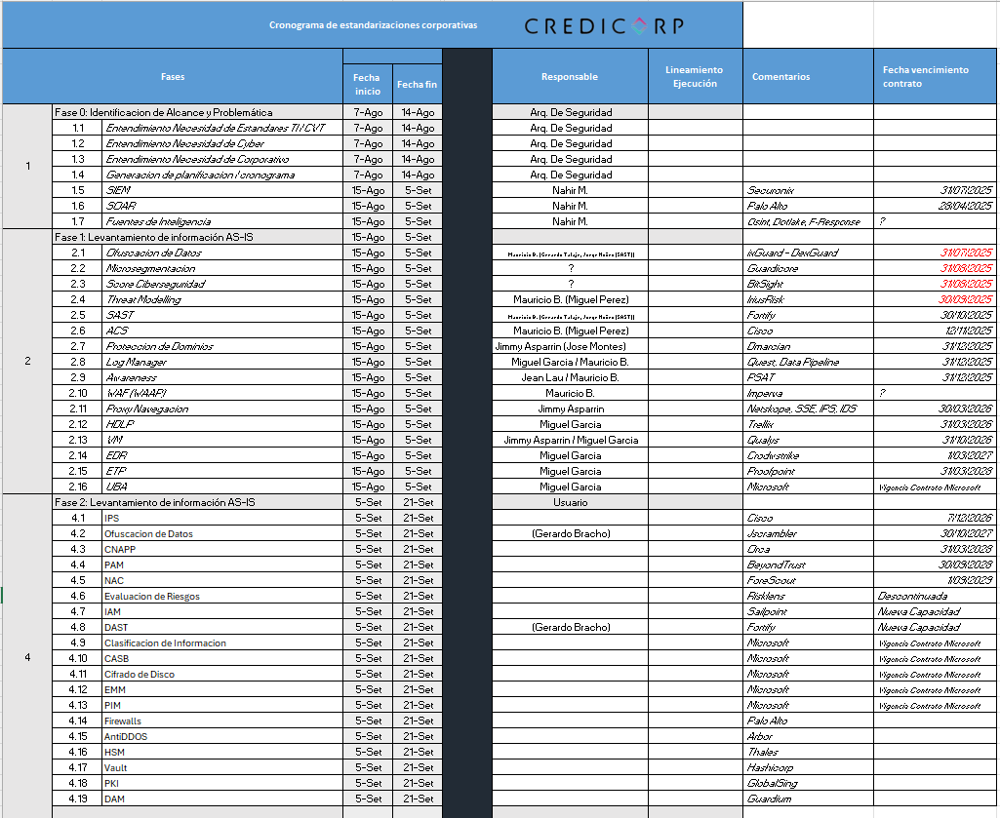 Cronograma de estandarizaciones corporativas CREDICORP
Fases Fecha inicio Fecha fin Responsable Lineamiento Ejecución Comentarios Fecha vencimiento contrato
1
Fase 0: Identificacion de Alcance y Problemática 7-Ago 14-Ago Arq. De Seguridad
1.1 Entendimiento Necesidad de Estandares TI/CVT 7-Ago 14-Ago Arq. De Seguridad
1.2 Entendimiento Necesidad de Cyber 7-Ago 14-Ago Arq. De Seguridad
1.3 Entendimiento Necesidad de Corporativo 7-Ago 14-Ago Arq. De Seguridad
1.4 Generacion de planificacion / cronograma 7-Ago 14-Ago Arq. De Seguridad
1.5 SIEM 15-Ago 5-Set Nahir M. Securonix 31/07/2025
1.6 SOAR 15-Ago 5-Set Nahir M. Palo Alto 28/04/2025
1.7 Fuentes de Inteligencia 15-Ago 5-Set Nahir M. Osint, Dotlake, F-Response ?
2
Fase 1: Levantamiento de información AS-IS 15-Ago 5-Set
2.1 Ofuscacion de Datos 15-Ago 5-Set Mauricio B. (Gerardo Jorge (SAST)) ixGuard - DexGuard 31/07/2025
2.2 Microsegmentacion 15-Ago 5-Set ? Guardicore 31/08/2025
2.3 Score Ciberseguridad 15-Ago 5-Set ? BitSight 31/08/2025
2.4 Threat Modelling 15-Ago 5-Set Mauricio B. (Miguel Perez) IriusRisk 30/09/2025
2.5 SAST 15-Ago 5-Set Mauricio B. (Gerardo Jorge (SAST)) Fortify 30/10/2025
2.6 ACS 15-Ago 5-Set Mauricio B. (Miguel Perez) Cisco 12/11/2025
2.7 Proteccion de Dominios 15-Ago 5-Set Jimmy Asparrin (Jose Montes) Dmarcian 31/12/2025
2.8 Log Manager 15-Ago 5-Set Miguel Garcia / Mauricio B. Quest, Data Pipeline 31/12/2025
2.9 Awareness 15-Ago 5-Set Jean Lau / Mauricio B. PSAT 31/12/2025
2.10 WAF (WAAP) 15-Ago 5-Set Mauricio B. Imperva ?
2.11 Proxy Navegacion 15-Ago 5-Set Jimmy Asparrin Netskope, SSE, IPS, IDS 30/03/2026
2.12 HDLP 15-Ago 5-Set Miguel Garcia Trellix 31/03/2026
2.13 VM 15-Ago 5-Set Jimmy Asparrin / Miguel Garcia Qualys 31/10/2026
2.14 EDR 15-Ago 5-Set Miguel Garcia Crodwstrike 1/03/2027
2.15 ETP 15-Ago 5-Set Miguel Garcia Proofpoint 31/03/2028
2.16 UBA 15-Ago 5-Set Miguel Garcia Microsoft Vigencia Contrato Microsoft
4
Fase 2: Levantamiento de información AS-IS 5-Set 21-Set Usuario
4.1 IPS 5-Set 21-Set Cisco 7/12/2026
4.2 Ofuscacion de Datos 5-Set 21-Set (Gerardo Bracho) Jscrambler 30/10/2027
4.3 CNAPP 5-Set 21-Set Orca 31/03/2028
4.4 PAM 5-Set 21-Set BeyondTrust 30/09/2028
4.5 NAC 5-Set 21-Set ForeScout 1/09/2029
4.6 Evaluacion de Riesgos 5-Set 21-Set Risklens Descontinuada
4.7 IAM 5-Set 21-Set Sailpoint Nueva Capacidad
4.8 DAST 5-Set 21-Set (Gerardo Bracho) Fortify Nueva Capacidad
4.9 Clasificacion de Informacion 5-Set 21-Set Microsoft Vigencia Contrato Microsoft
4.10 CASB 5-Set 21-Set Microsoft Vigencia Contrato Microsoft
4.11 Cifrado de Disco 5-Set 21-Set Microsoft Vigencia Contrato Microsoft
4.12 EMM 5-Set 21-Set Microsoft Vigencia Contrato Microsoft
4.13 PIM 5-Set 21-Set Microsoft Vigencia Contrato Microsoft
4.14 Firewalls 5-Set 21-Set Palo Alto
4.15 AntiDDOS 5-Set 21-Set Arbor
4.16 HSM 5-Set 21-Set Thales
4.17 Vault 5-Set 21-Set Hashicorp
4.18 PKI 5-Set 21-Set GlobalSing
4.19 DAM 5-Set 21-Set Guardium